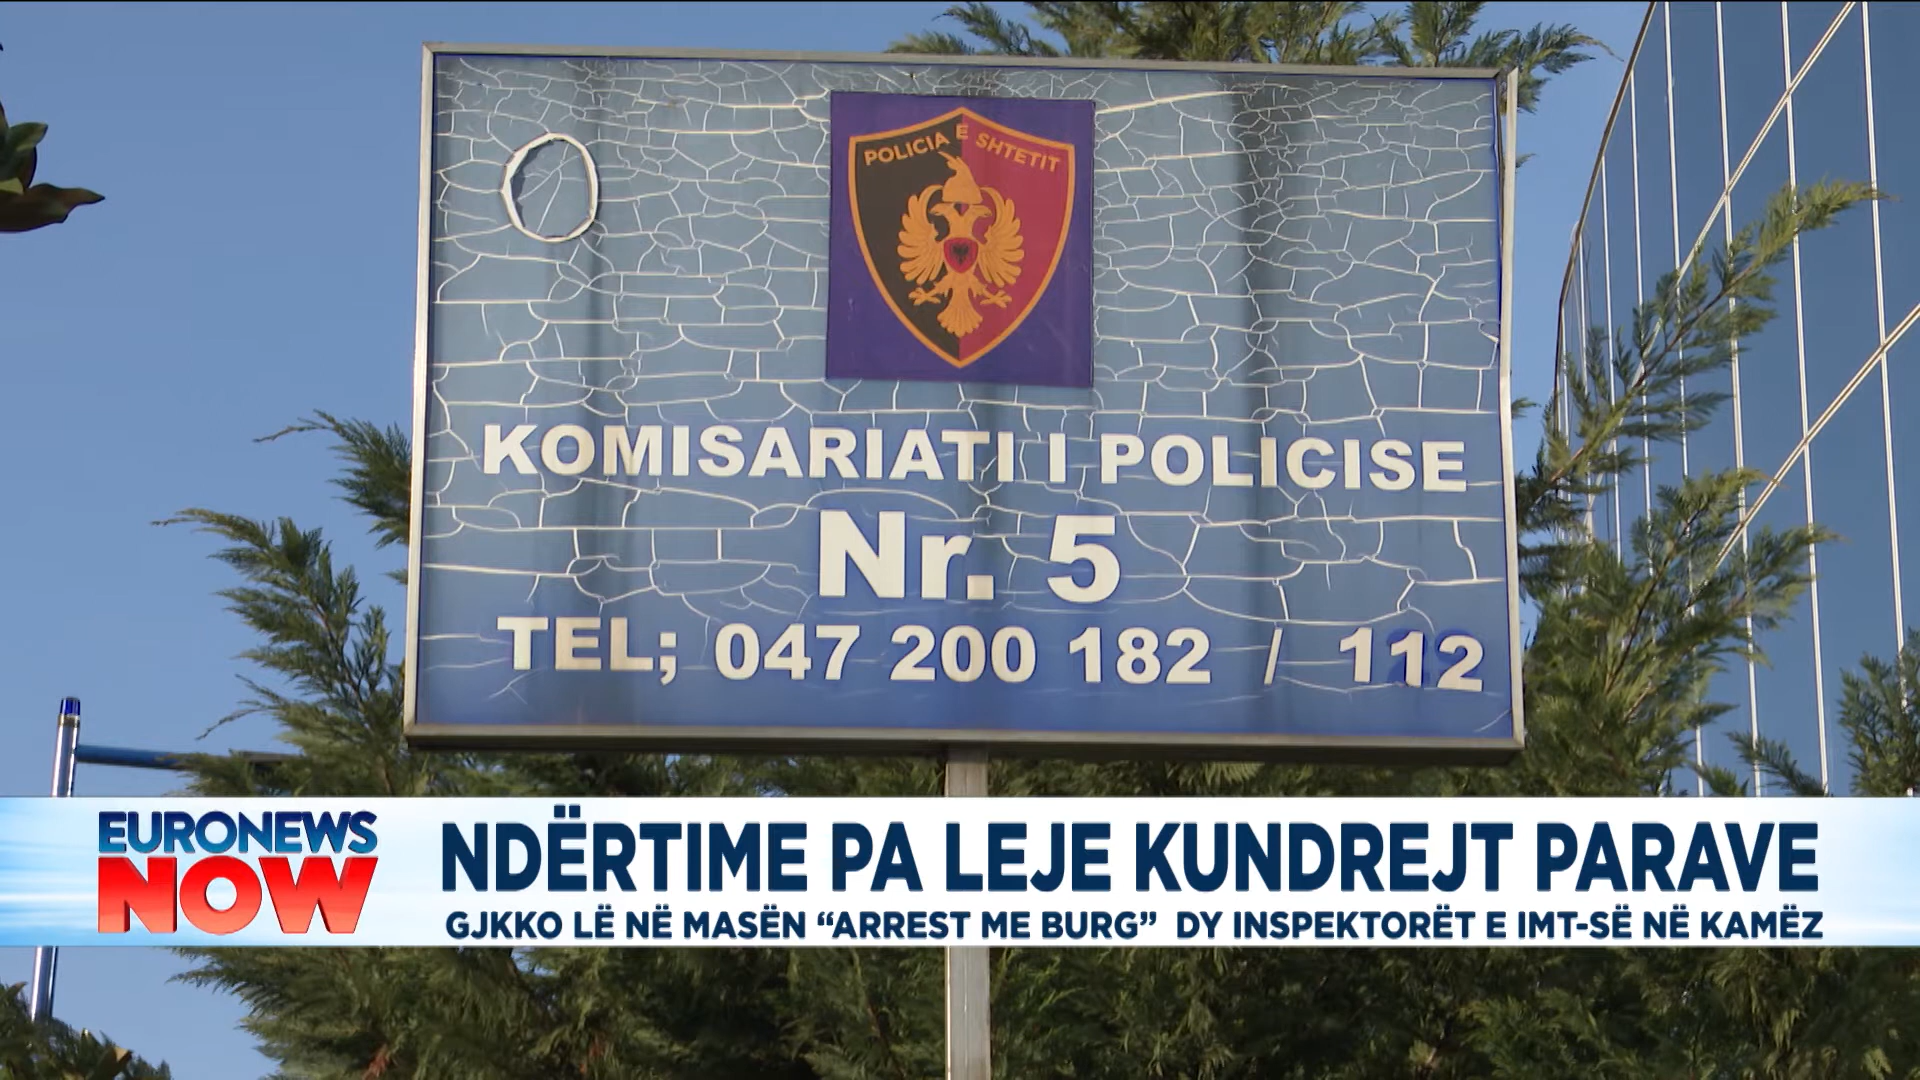 POLICIA E SHTETIT
KOMISARIATI I POLICISE
Nr. 5
TEL; 047 200 182 / 112
EURONEWS
NOW
NDËRTIME PA LEJE KUNDREJT PARAVE
GJKKO LË NË MASËN “ARREST ME BURG” DY INSPEKTORËT E IMT-SË NË KAMËZ